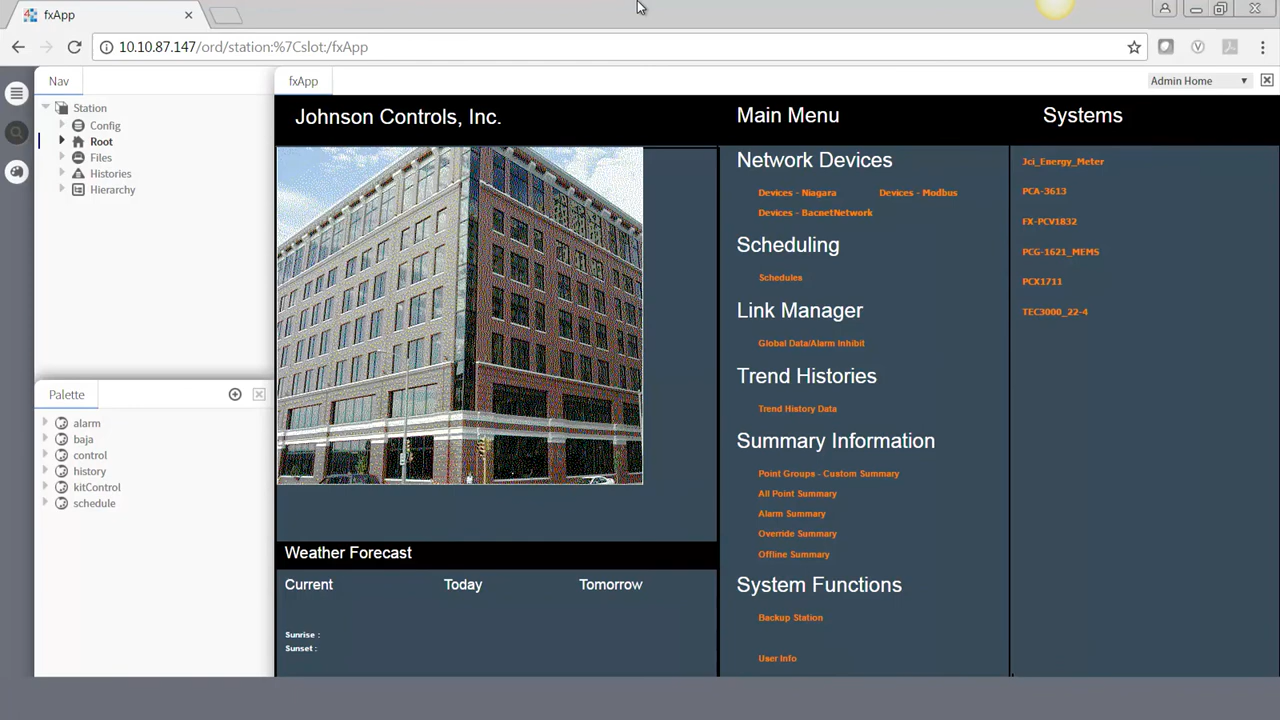 fxApp
10.10.87.147/ord/station:%7Cslot:/fxApp
Nav
fxApp
Admin Home
Station
Config
Root
Files
Histories
Hierarchy
Palette
alarm
baja
control
history
kitControl
schedule
Johnson Controls, Inc.
Weather Forecast
Current Today Tomorrow
Sunrise :
Sunset :
Main Menu
Network Devices
Devices - Niagara Devices - Modbus
Devices - BacnetNetwork
Scheduling
Schedules
Link Manager
Global Data/Alarm Inhibit
Trend Histories
Trend History Data
Summary Information
Point Groups - Custom Summary
All Point Summary
Alarm Summary
Override Summary
Offline Summary
System Functions
Backup Station
User Info
Systems
Jci_Energy_Meter
PCA-3613
FX-PCV1832
PCG-1621_MEMS
PCX1711
TEC3000_22-4